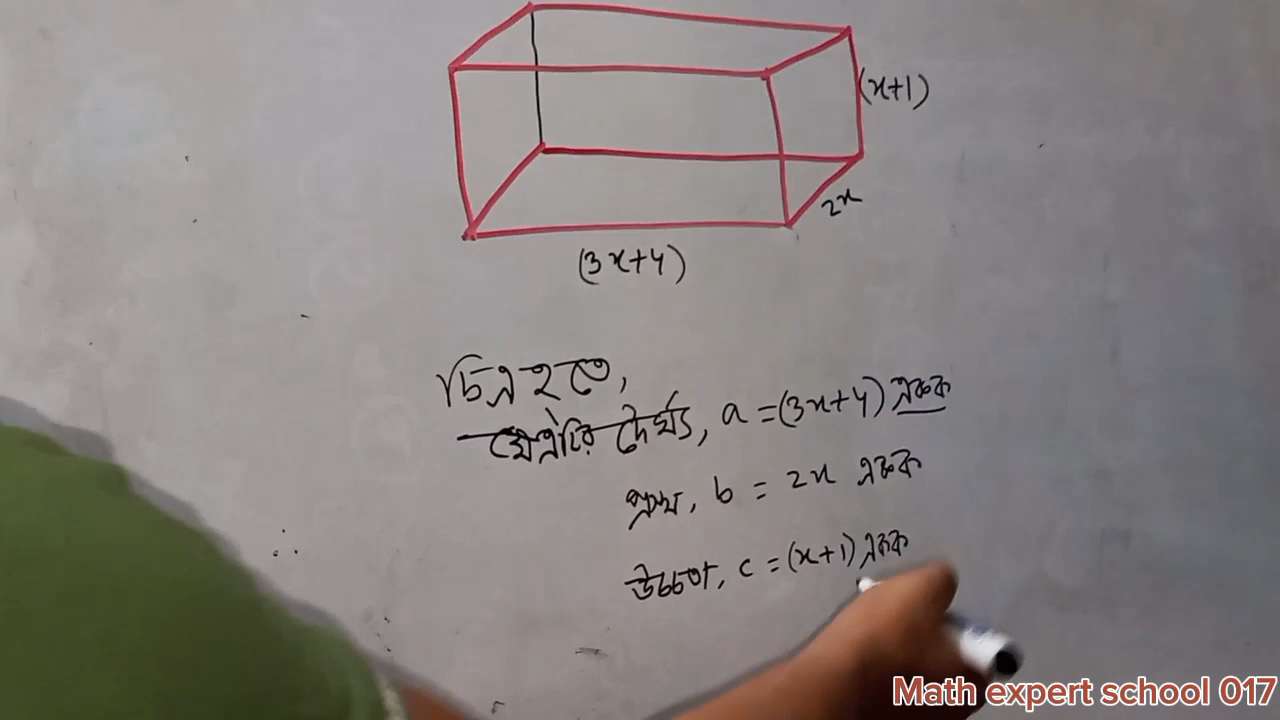 (x+1)
2x
(3x+4)
চিত্র হতে,
ক্ষেত্রটির দৈর্ঘ্য, a = (3x+4) একক
প্রস্থ, b = 2x একক
উচ্চতা, c = (x+1) একক
Math expert school 017